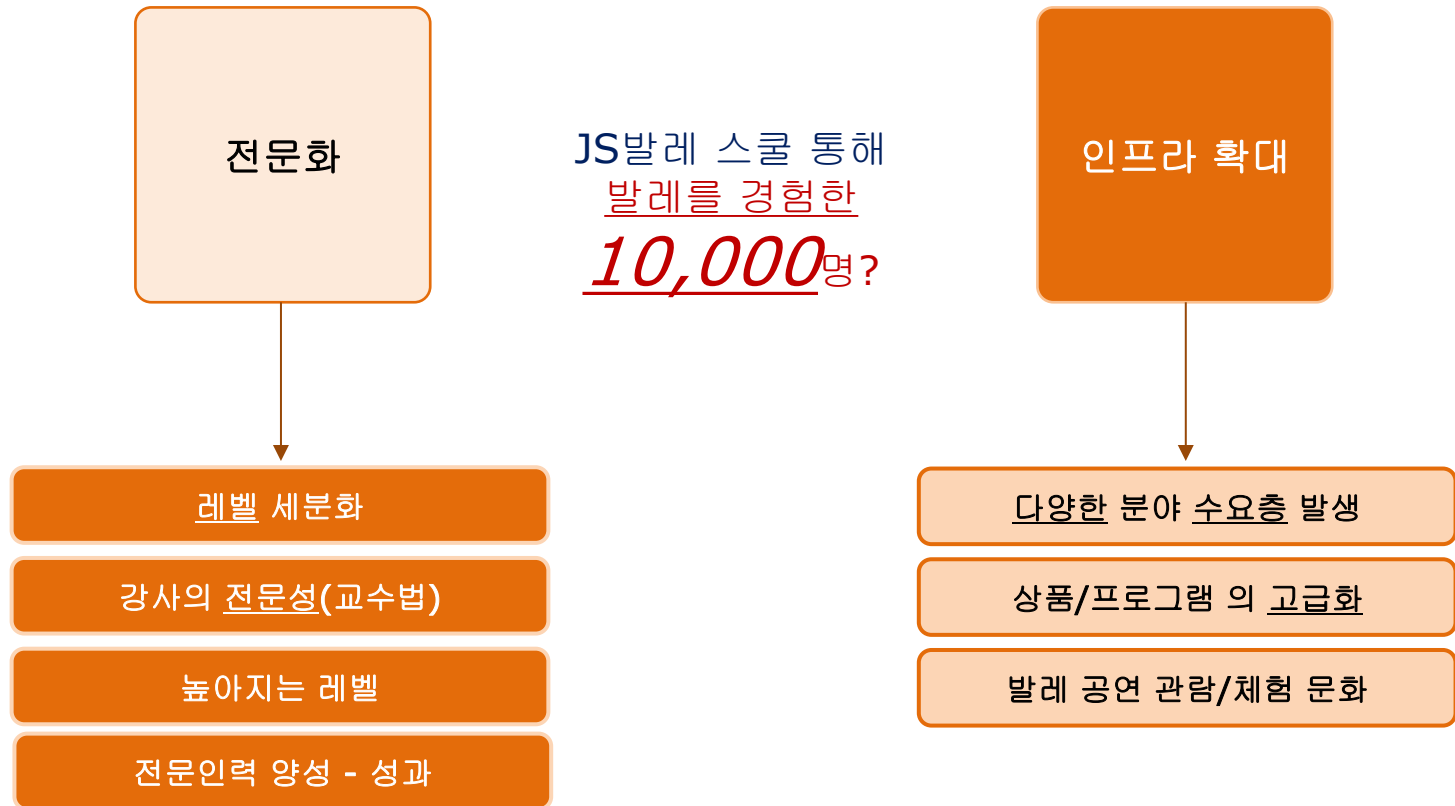 전문화
JS발레 스쿨 통해
발레를 경험한
10,000명?
인프라 확대
레벨 세분화
강사의 전문성(교수법)
높아지는 레벨
전문인력 양성 - 성과
다양한 분야 수요층 발생
상품/프로그램 의 고급화
발레 공연 관람/체험 문화